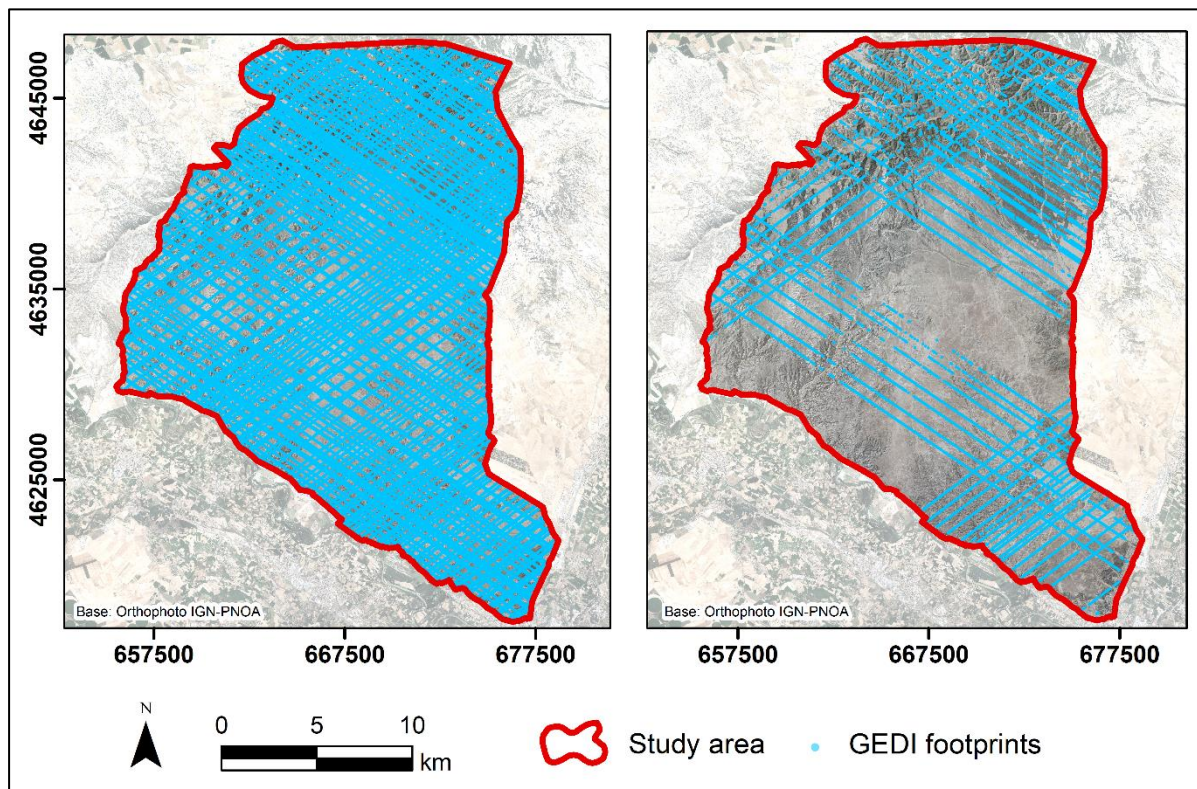 4645000
4635000
4625000
Base: Orthophoto IGN-PNOA
Base: Orthophoto IGN-PNOA
657500 667500 677500
657500 667500 677500
N
0 5 10
km
Study area
GEDI footprints